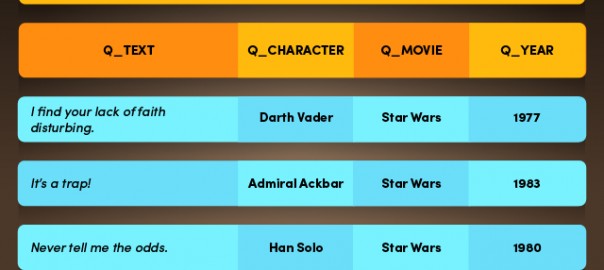 Q_TEXT Q_CHARACTER Q_MOVIE Q_YEAR
I find your lack of faith
disturbing. Darth Vader Star Wars 1977
It's a trap! Admiral Ackbar Star Wars 1983
Never tell me the odds. Han Solo Star Wars 1980